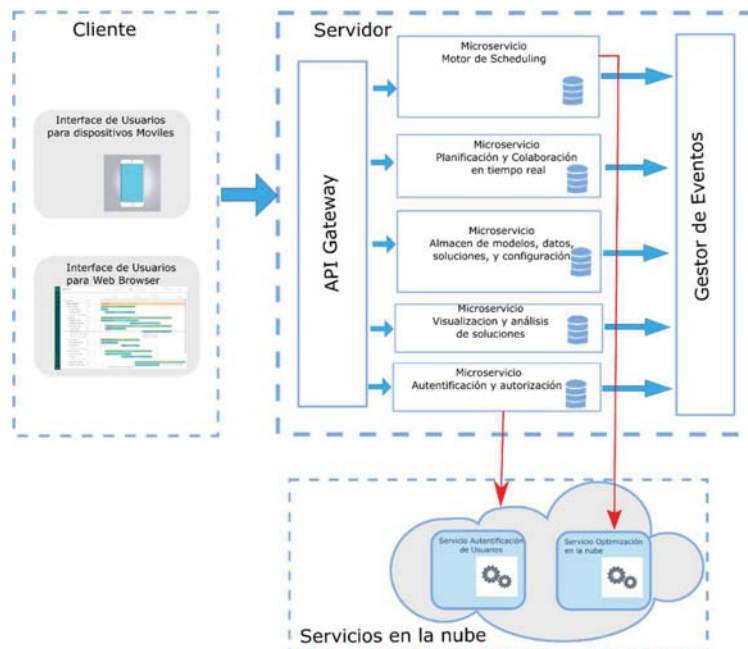 Cliente
Interface de Usuarios
para dispositivos Moviles
Interface de Usuarios
para Web Browser
Servidor
API Gateway
Microservicio
Motor de Scheduling
Microservicio
Planificación y Colaboración
en tiempo real
Microservicio
Almacen de modelos, datos,
soluciones, y configuración
Microservicio
Visualizacion y análisis
de soluciones
Microservicio
Autentificación y autorización
Gestor de Eventos
Servicio Autentificación
de Usuarios
Servicio Optimización
en la nube
Servicios en la nube